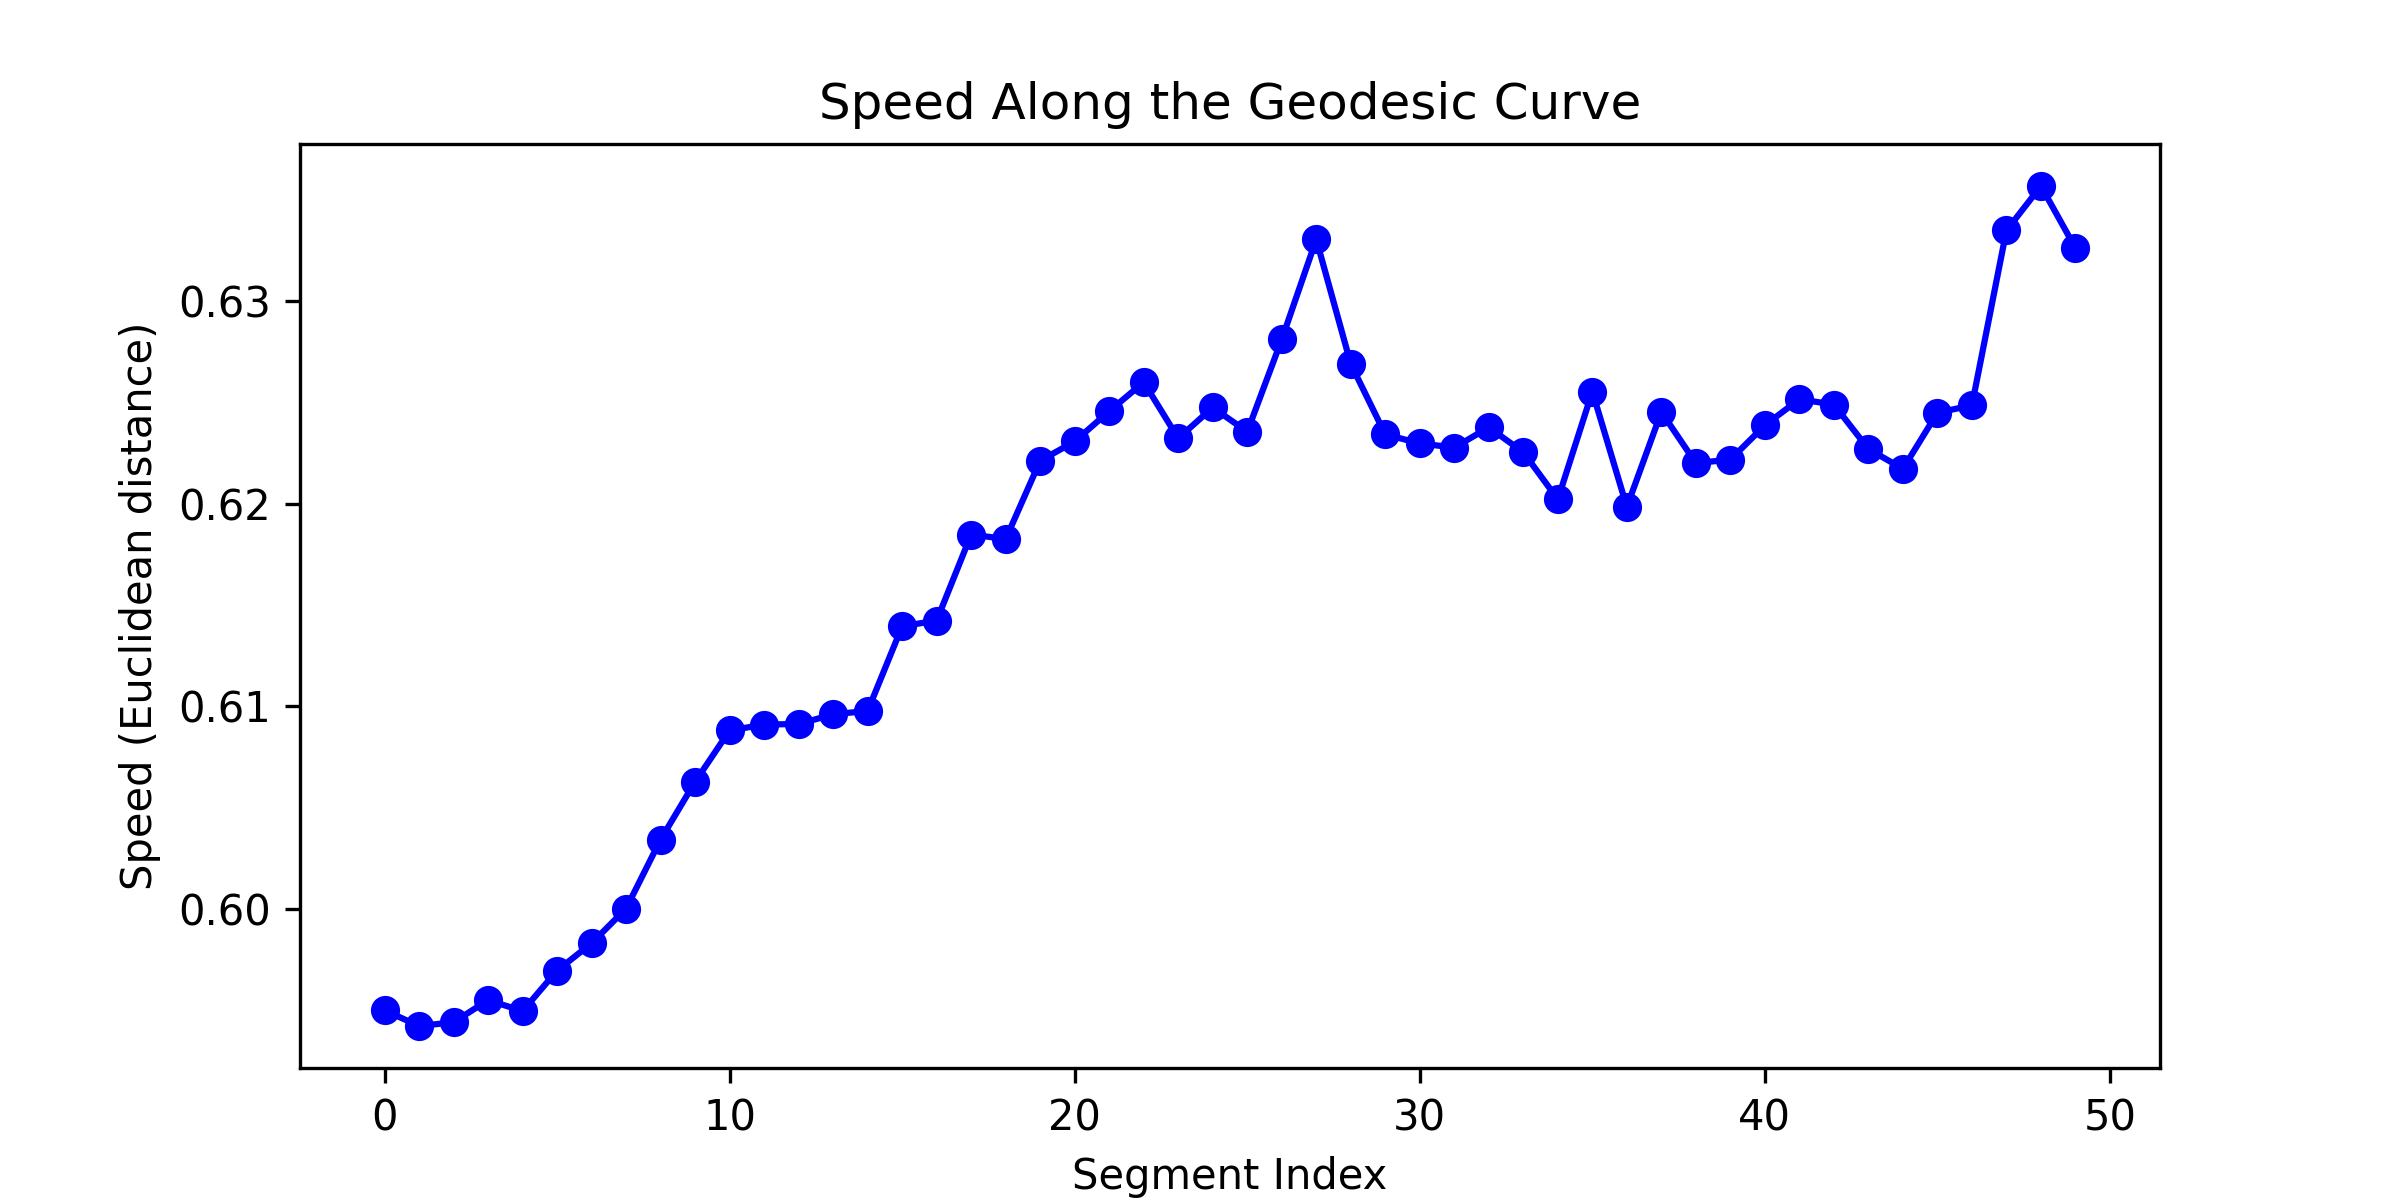 Speed Along the Geodesic Curve
Speed (Euclidean distance)
0.63
0.62
0.61
0.60
0 10 20 30 40 50
Segment Index